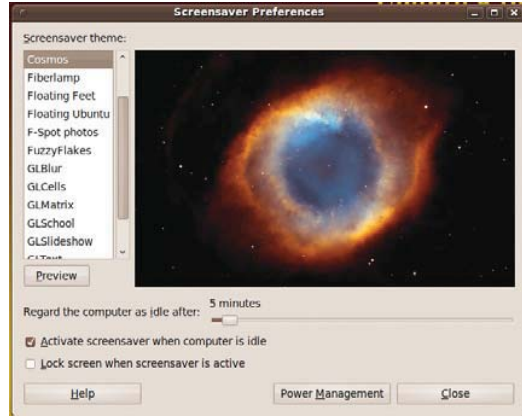 Screensaver Preferences
Screensaver theme:
Cosmos
Fiberlamp
Floating Feet
Floating Ubuntu
F-Spot photos
FuzzyFlakes
GLBlur
GLCells
GLMatrix
GLSchool
GLSlideshow
Preview
Regard the computer as idle after:
5 minutes
Activate screensaver when computer is idle
Lock screen when screensaver is active
Help
Power Management
Close